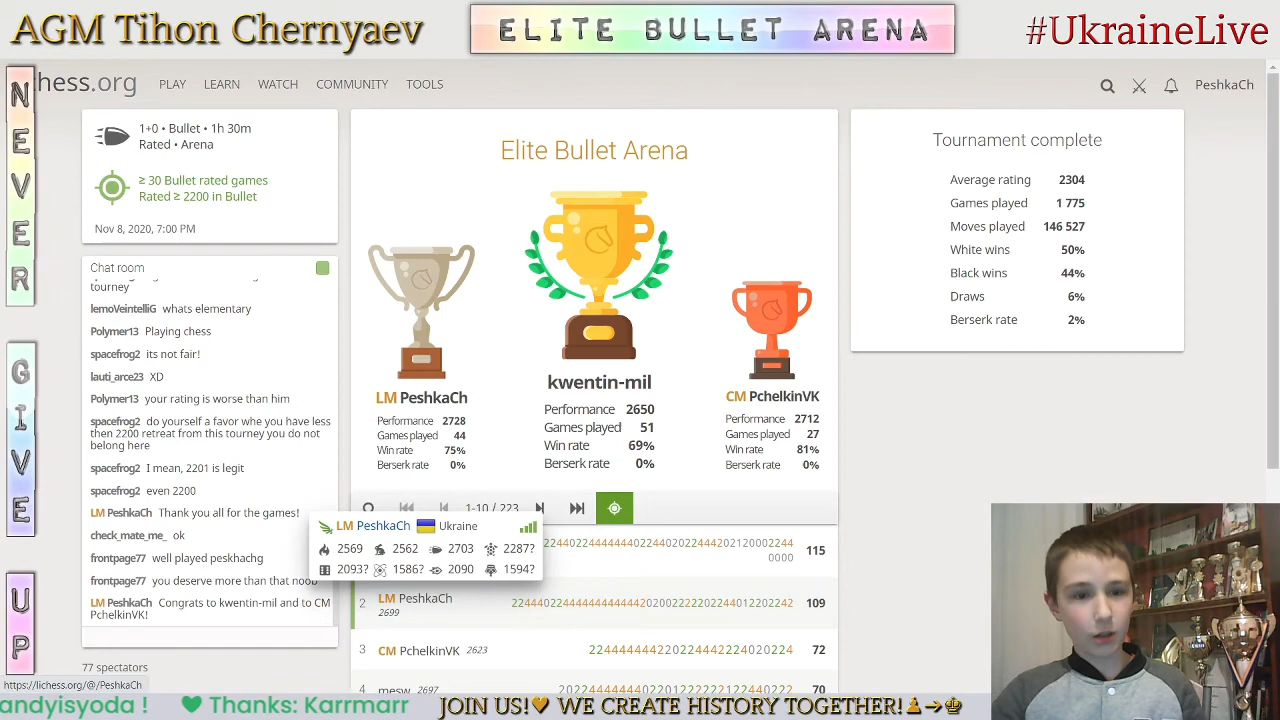 AGM Tihon Chernyaev
ELITE BULLET ARENA
#UkraineLive
NEVER
GIVE
UP
hess.org PLAY LEARN WATCH COMMUNITY TOOLS PeshkaCh
1+0 • Bullet • 1h 30m
Rated • Arena
≥ 30 Bullet rated games
Rated ≥ 2200 in Bullet
Nov 8, 2020, 7:00 PM
Chat room
tourney
lemoVeintelliG whats elementary
Polymer13 Playing chess
spacefrog2 its not fair!
lauti_arce23 XD
Polymer13 your rating is worse than him
spacefrog2 do yourself a favor whe you have less
then 2200 retreat from this tourney you do not
belong here
spacefrog2 I mean, 2201 is legit
spacefrog2 even 2200
LM PeshkaCh Thank you all for the games!
check_mate_me_ ok
frontpage77 well played peskhachg
frontpage77 you deserve more than that noob
LM PeshkaCh Congrats to kwentin-mil and to CM
PchelkinVK!
77 spectators
https://lichess.org/@/PeshkaCh
Elite Bullet Arena
LM PeshkaCh
Performance 2728
Games played 44
Win rate 75%
Berserk rate 0%
kwentin-mil
Performance 2650
Games played 51
Win rate 69%
Berserk rate 0%
CM PchelkinVK
Performance 2712
Games played 27
Win rate 81%
Berserk rate 0%
1-10 / 223
LM PeshkaCh Ukraine
2569 2562 2703 2287?
2093? 1586? 2090 1594?
0000
115
2 LM PeshkaCh
2699
109
3 CM PchelkinVK 2623 72
4 mesw 2697 70
Tournament complete
Average rating 2304
Games played 1 775
Moves played 146 527
White wins 50%
Black wins 44%
Draws 6%
Berserk rate 2%
andyisyoda ! Thanks: Karrmarr JOIN US! WE CREATE HISTORY TOGETHER!